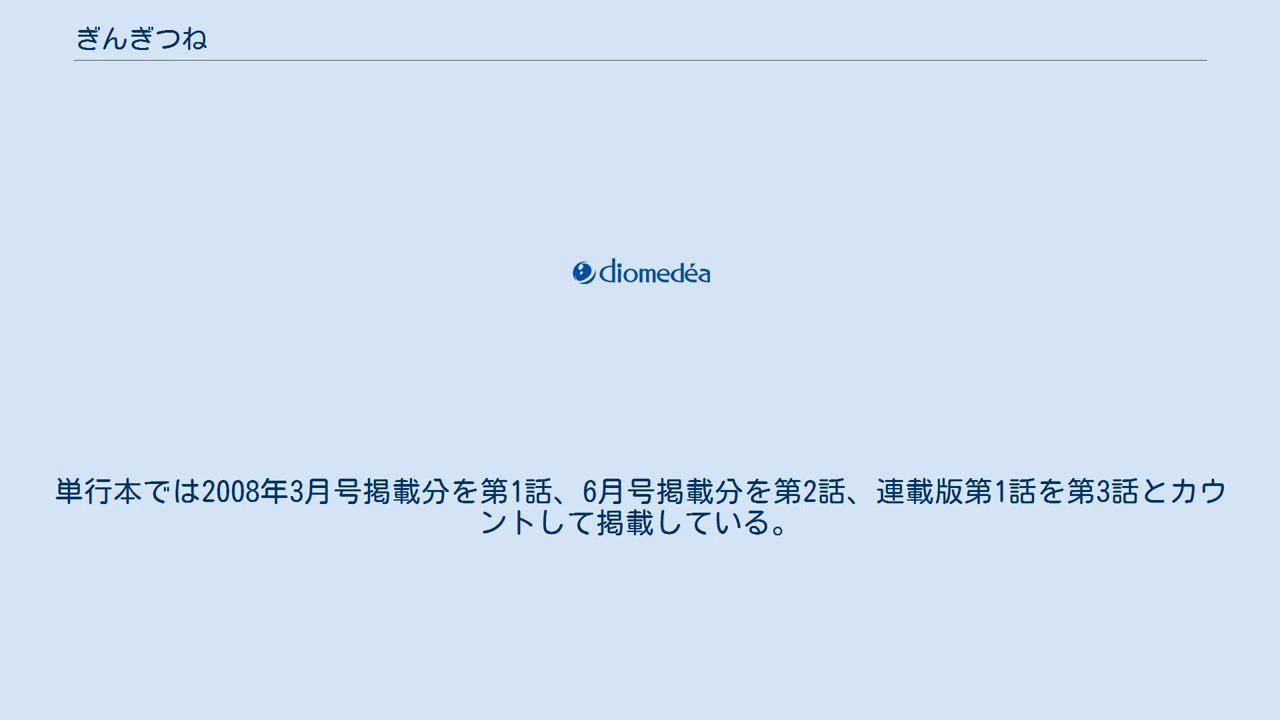 ぎんぎつね
diomedéa
単行本では2008年3月号掲載分を第1話、6月号掲載分を第2話、連載版第1話を第3話とカウ
ントして掲載している。